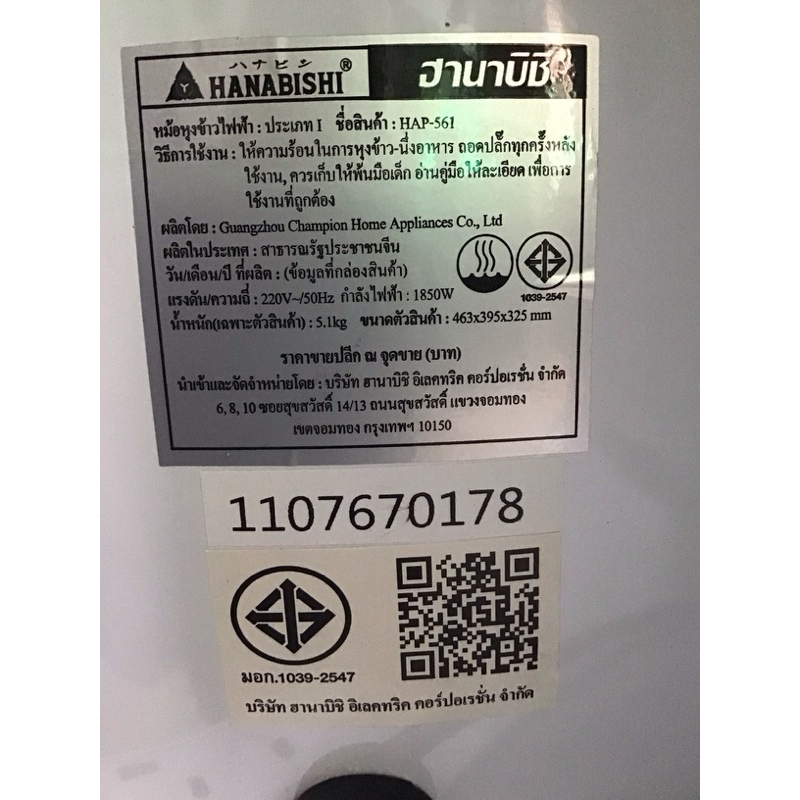 ハナビシ
HANABISHI® ฮานาบิชิ
หม้อหุงข้าวไฟฟ้า : ประเภท I ชื่อสินค้า : HAP-561
วิธีการใช้งาน : ให้ความร้อนในการหุงข้าว-นึ่งอาหาร ถอดปลั๊กทุกครั้งหลัง
ใช้งาน, ควรเก็บให้พ้นมือเด็ก อ่านคู่มือให้ละเอียด เพื่อการ
ใช้งานที่ถูกต้อง
ผลิตโดย : Guangzhou Champion Home Appliances Co., Ltd
ผลิตในประเทศ : สาธารณรัฐประชาชนจีน
วัน/เดือน/ปี ที่ผลิต : (ข้อมูลที่กล่องสินค้า)
แรงดัน/ความถี่ : 220V~/50Hz กำลังไฟฟ้า : 1850W
1039-2547
น้ำหนัก(เฉพาะตัวสินค้า) : 5.1kg ขนาดตัวสินค้า : 463x395x325 mm
ราคาขายปลีก ณ จุดขาย (บาท)
นำเข้าและจัดจำหน่ายโดย : บริษัท ฮานาบิชิ อิเลคทริค คอร์ปอเรชั่น จำกัด
6, 8, 10 ซอยสุขสวัสดิ์ 14/13 ถนนสุขสวัสดิ์ แขวงจอมทอง
เขตจอมทอง กรุงเทพฯ 10150
1107670178
มอก.1039-2547
บริษัท ฮานาบิชิ อิเลคทริค คอร์ปอเรชั่น จำกัด